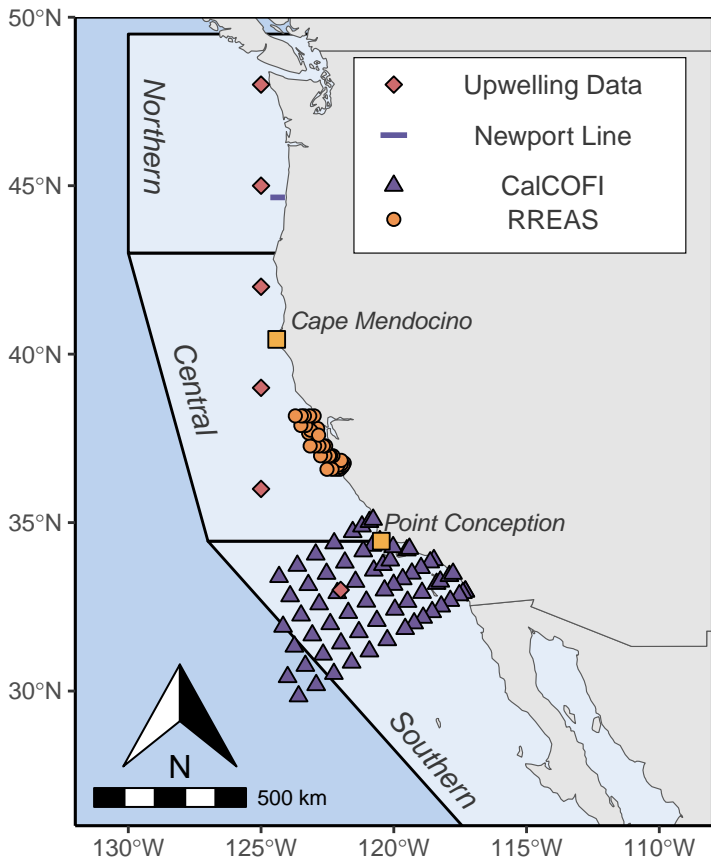 50°N
45°N
40°N
35°N
30°N
Northern
Upwelling Data
Newport Line
CalCOFI
RREAS
Cape Mendocino
Central
Point Conception
Southern
N
500 km
130°W
125°W
120°W
115°W
110°W